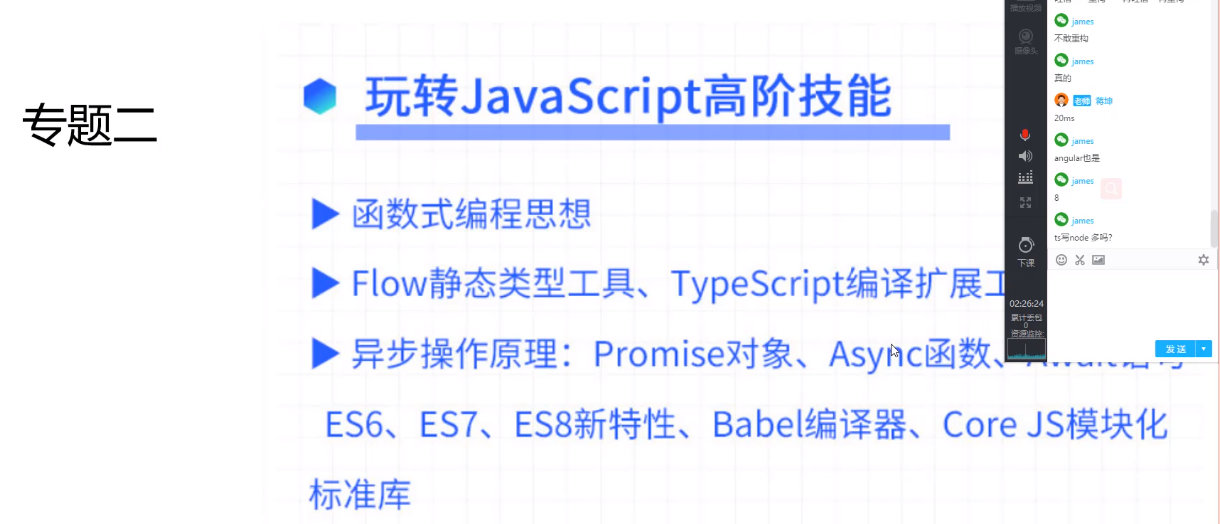 专题二
玩转JavaScript高阶技能
函数式编程思想
Flow静态类型工具、TypeScript编译扩展工
异步操作原理：Promise对象、Async函数、Await语句
ES6、ES7、ES8新特性、Babel编译器、Core JS模块化
标准库
播放视频
摄像头
下课
02:26:24
累计丢包
0
资源监控:
james
不敢重构
james
真的
老师 蒋坤
20ms
james
angular也是
james
8
james
ts写node 多吗?
发送